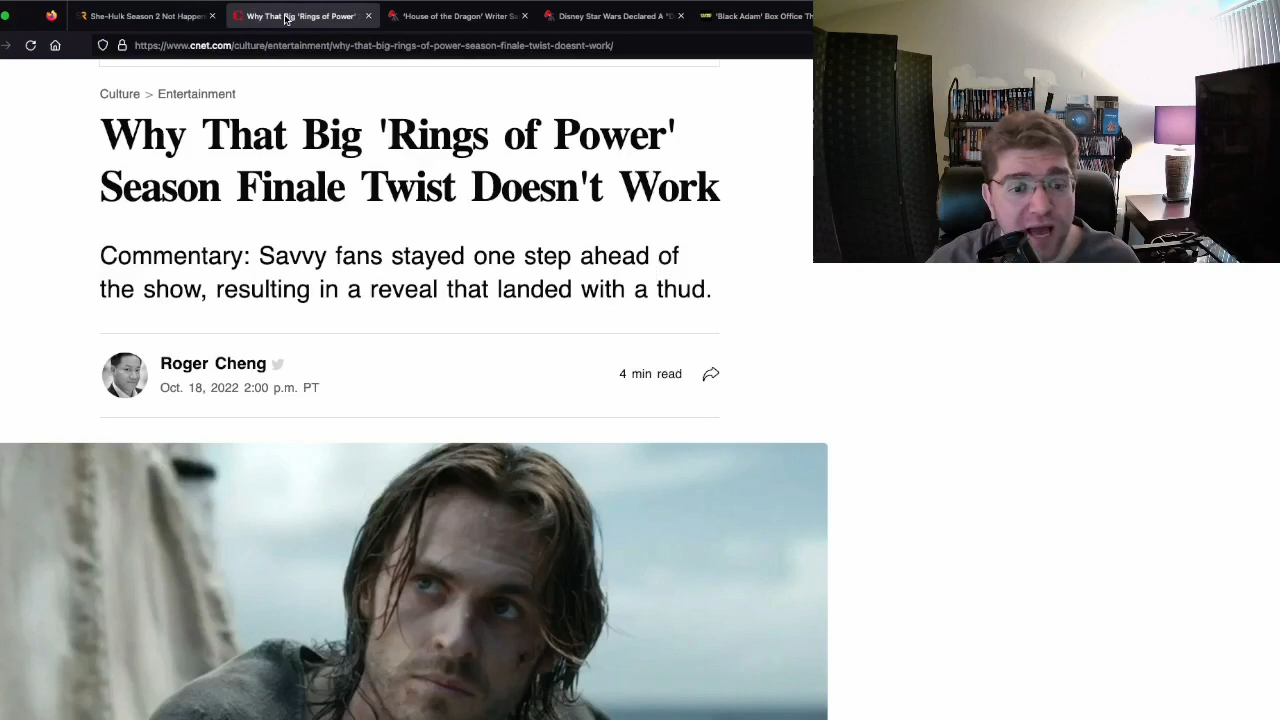 She-Hulk Season 2 Not Happen
Why That Big 'Rings of Power'
'House of the Dragon' Writer Sa
Disney Star Wars Declared A "D
'Black Adam' Box Office Th
https://www.cnet.com/culture/entertainment/why-that-big-rings-of-power-season-finale-twist-doesnt-work/
Culture > Entertainment
Why That Big 'Rings of Power'
Season Finale Twist Doesn't Work
Commentary: Savvy fans stayed one step ahead of
the show, resulting in a reveal that landed with a thud.
Roger Cheng
Oct. 18, 2022 2:00 p.m. PT
4 min read